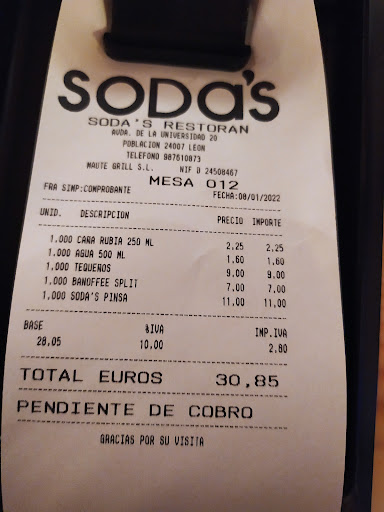 SODa's
SODA'S RESTORAN
AVDA. DE LA UNIVERSIDAD 20
POBLACION 24007 LEON
TELEFONO 987610873
MAUTE GRILL S.L. NIF D 24508467
MESA 012
FRA SIMP:COMPROBANTE FECHA:08/01/2022
UNID. DESCRIPCION PRECIO IMPORTE
1.000 CAÑA RUBIA 250 ML 2,25 2,25
1.000 AGUA 500 ML 1,60 1,60
1.000 TEQUEÑOS 9,00 9,00
1.000 BANOFFEE SPLIT 7,00 7,00
1.000 SODA'S PINSA 11,00 11,00
BASE %IVA IMP.IVA
28,05 10,00 2,80
TOTAL EUROS 30,85
PENDIENTE DE COBRO
GRACIAS POR SU VISITA